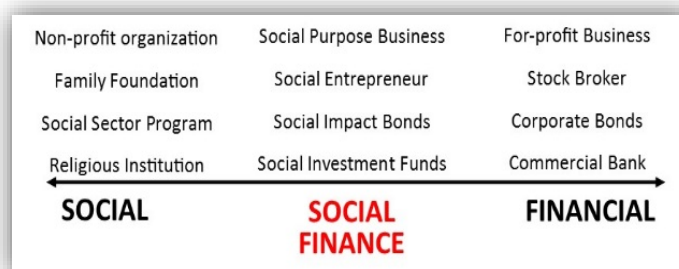 Non-profit organization Social Purpose Business For-profit Business
Family Foundation Social Entrepreneur Stock Broker
Social Sector Program Social Impact Bonds Corporate Bonds
Religious Institution Social Investment Funds Commercial Bank
SOCIAL SOCIAL FINANCIAL
FINANCE